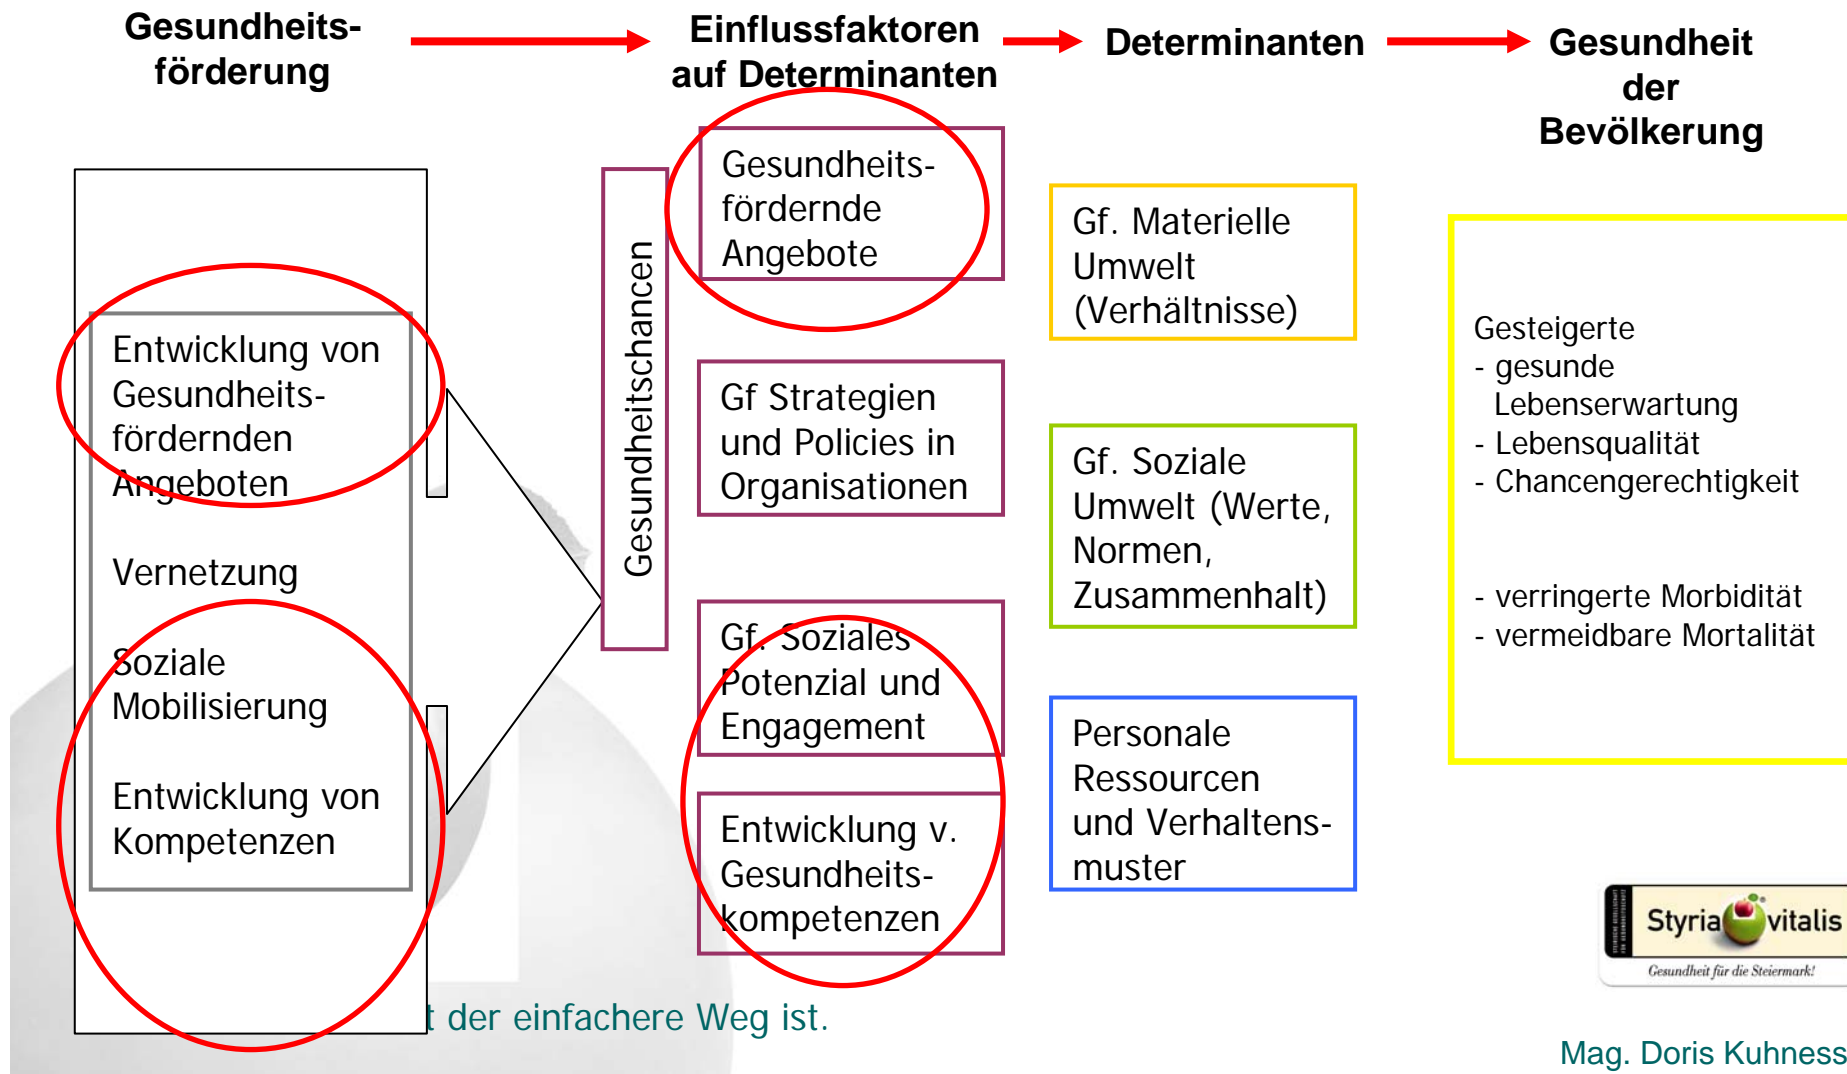 Gesundheits-
förderung
Einflussfaktoren
auf Determinanten
Determinanten
Gesundheit
der
Bevölkerung
Entwicklung von
Gesundheits-
fördernden
Angeboten
Vernetzung
Soziale
Mobilisierung
Entwicklung von
Kompetenzen
Gesundheitschancen
Gesundheits-
fördernde
Angebote
Gf Strategien
und Policies in
Organisationen
Gf. Soziales
Potenzial und
Engagement
Entwicklung v.
Gesundheits-
kompetenzen
Gf. Materielle
Umwelt
(Verhältnisse)
Gf. Soziale
Umwelt (Werte,
Normen,
Zusammenhalt)
Personale
Ressourcen
und Verhaltens-
muster
Gesteigerte
- gesunde
Lebenserwartung
- Lebensqualität
- Chancengerechtigkeit
- verringerte Morbidität
- vermeidbare Mortalität
Styria vitalis
Gesundheit für die Steiermark!
t der einfachere Weg ist.
Mag. Doris Kuhness